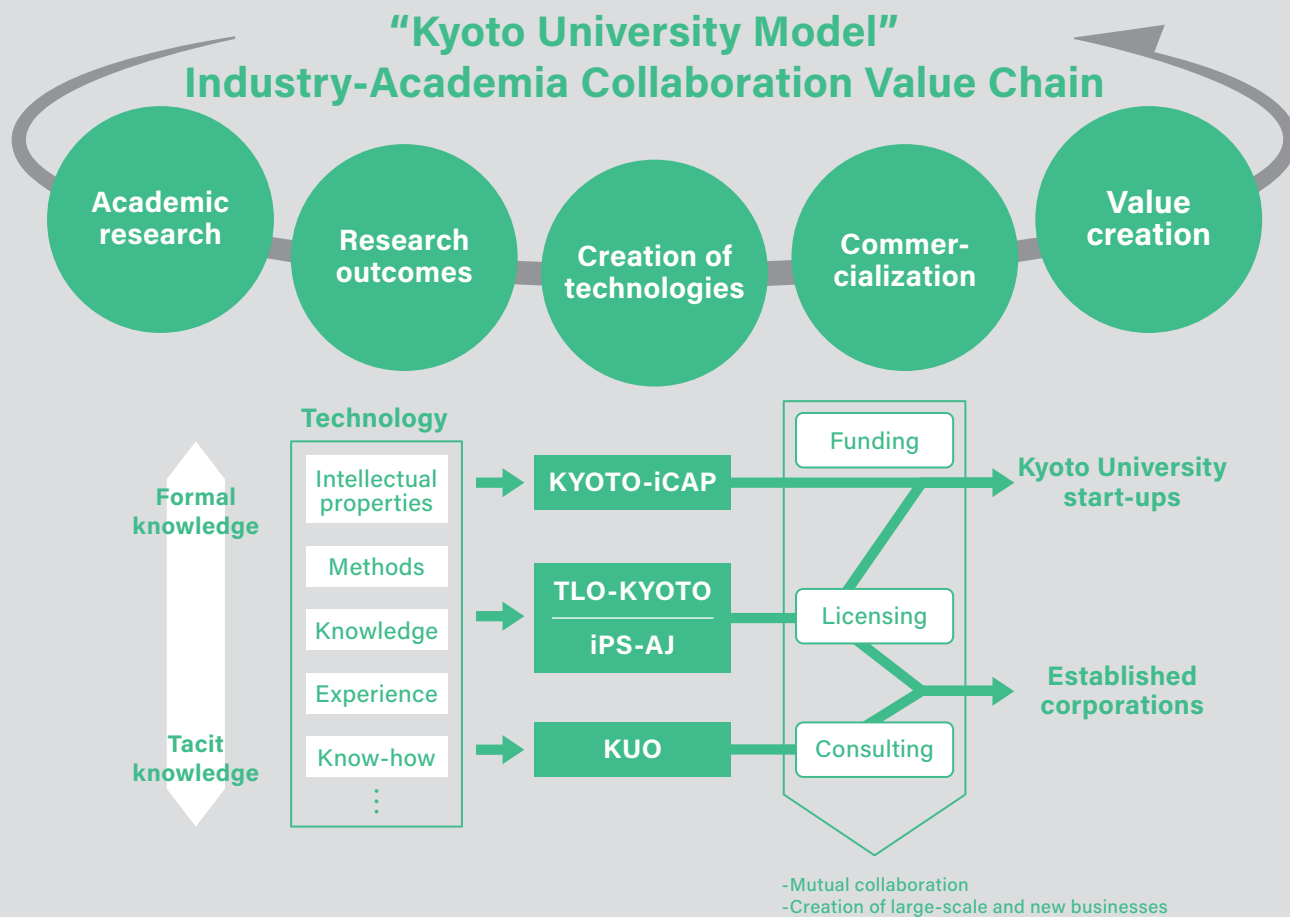 “Kyoto University Model”
Industry-Academia Collaboration Value Chain
Academic
research
Research
outcomes
Creation of
technologies
Commer-
cialization
Value
creation
Formal
knowledge
Tacit
knowledge
Technology
Intellectual
properties
Methods
Knowledge
Experience
Know-how
⋮
KYOTO-iCAP
TLO-KYOTO
iPS-AJ
KUO
Funding
Licensing
Consulting
Kyoto University
start-ups
Established
corporations
-Mutual collaboration
-Creation of large-scale and new businesses